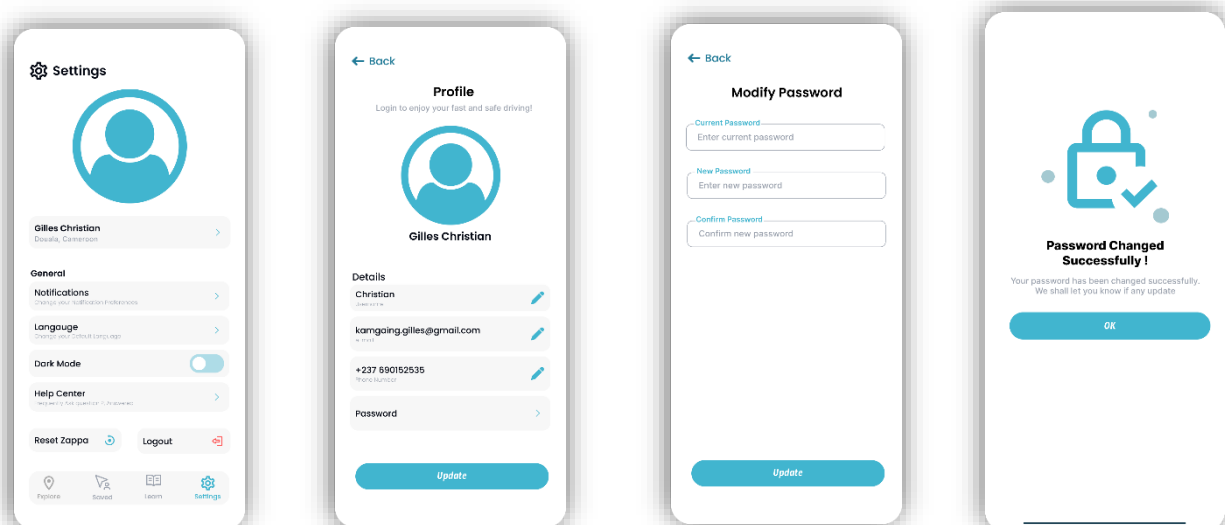 Settings
Gilles Christian
Douala, Cameroon
General
Notifications
Change your Notification Preferences
Langauge
Change your Default Language
Dark Mode
Help Center
Reset Zappa
Logout
Explore
Saved
Learn
Settings
Back
Profile
Login to enjoy your fast and safe driving!
Gilles Christian
Details
Christian
Username
kamgaing.gilles@gmail.com
e-mail
+237 690152535
Phone Number
Password
Update
Back
Modify Password
Current Password
Enter current password
New Password
Enter new password
Confirm Password
Confirm new password
Update
Password Changed
Successfully !
Your password has been changed successfully.
We shall let you know if any update
OK